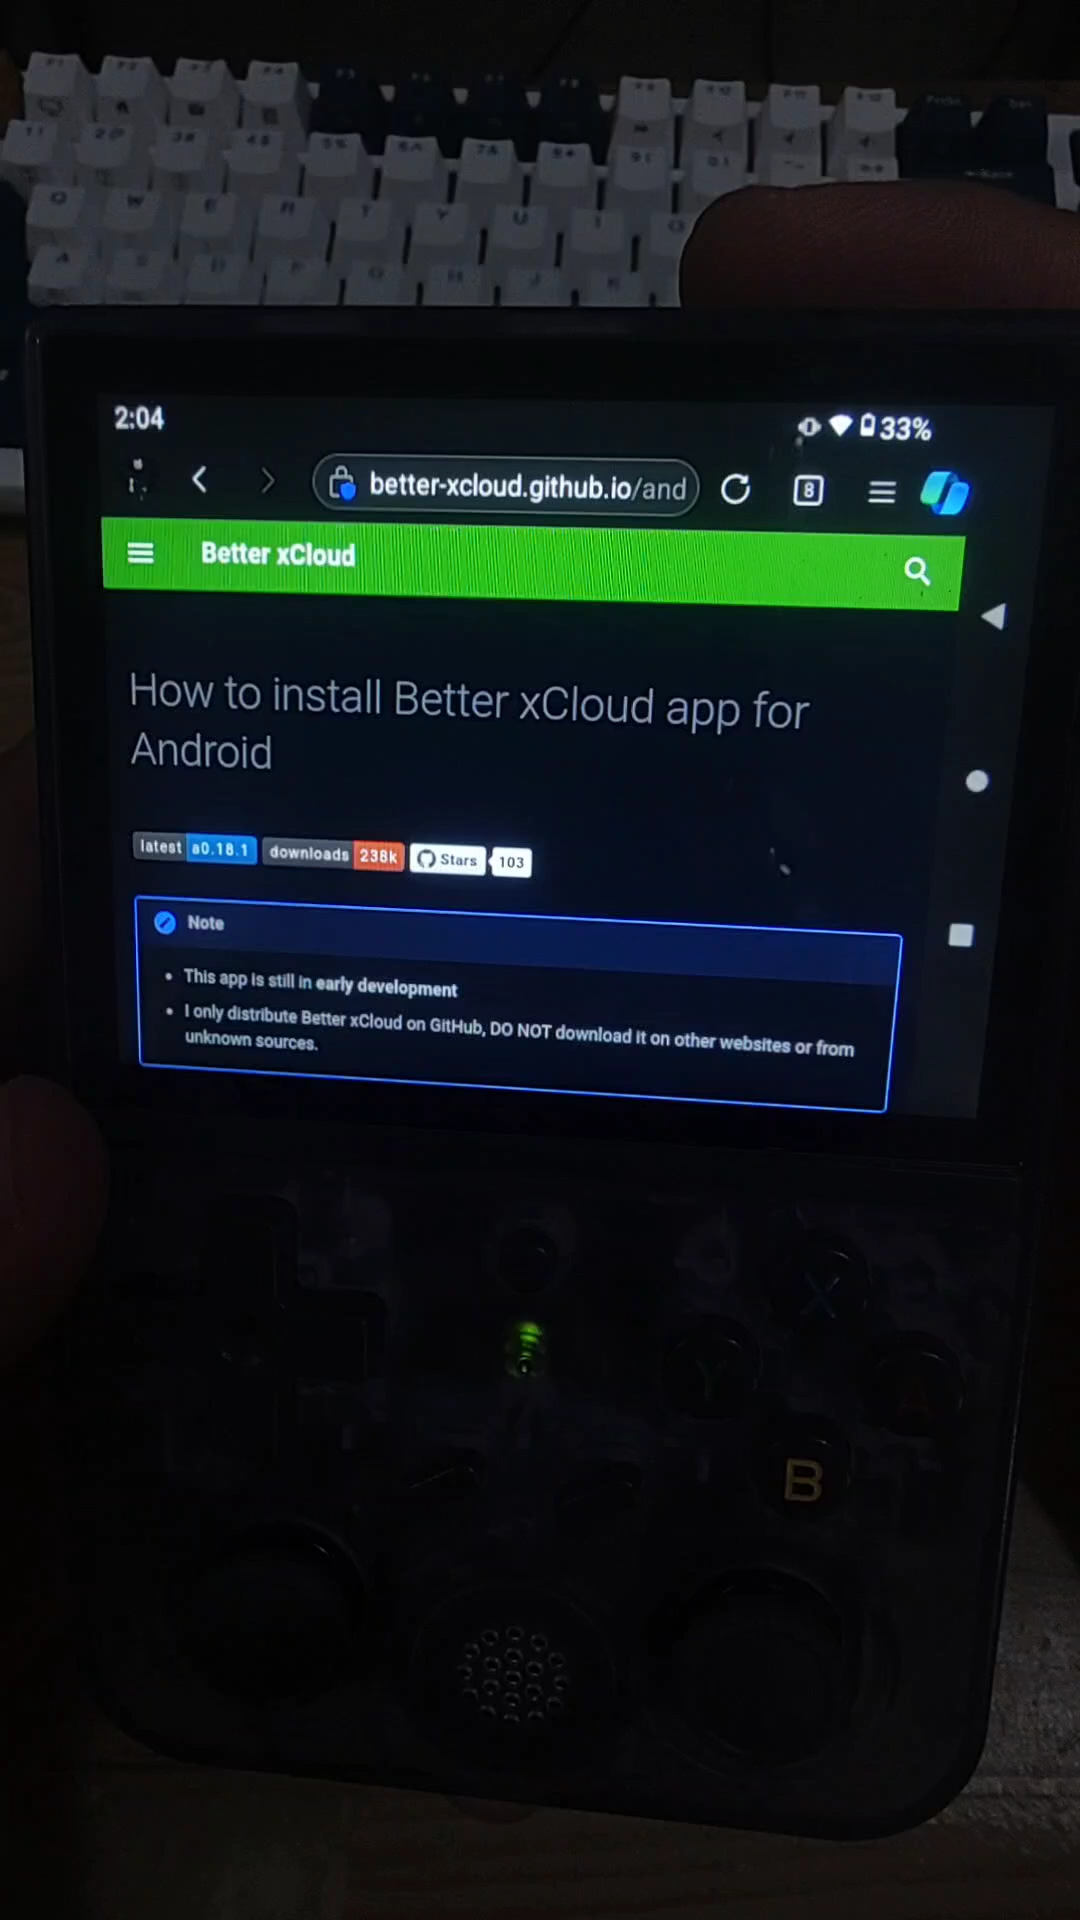 2:04
33%
better-xcloud.github.io/and
8
Better xCloud
How to install Better xCloud app for
Android
latest a0.18.1 downloads 238k Stars 103
Note
• This app is still in early development
• I only distribute Better xCloud on GitHub, DO NOT download it on other websites or from
unknown sources.
X
Y
A
B